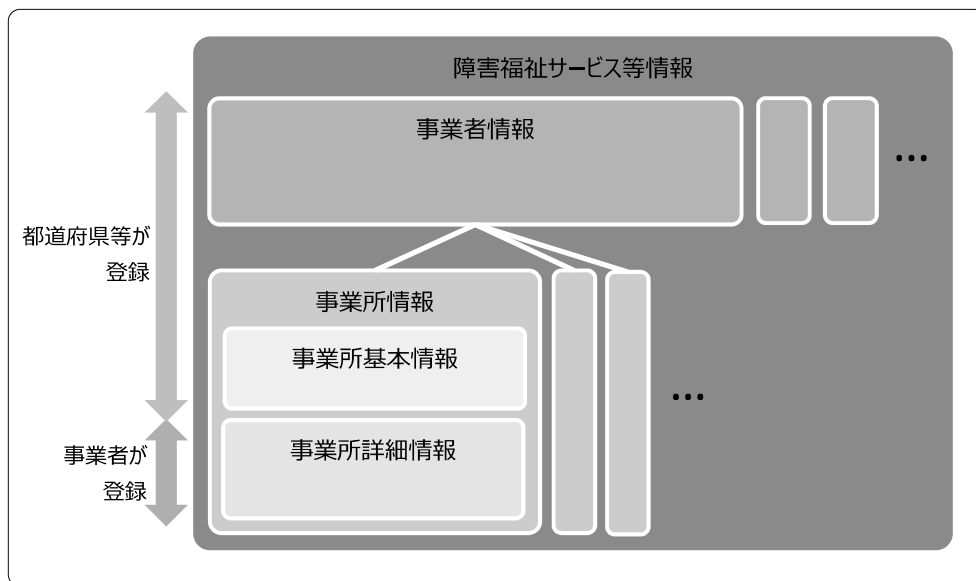 障害福祉サービス等情報
事業者情報
…
都道府県等が
登録
事業所情報
事業所基本情報
…
事業所詳細情報
事業者が
登録